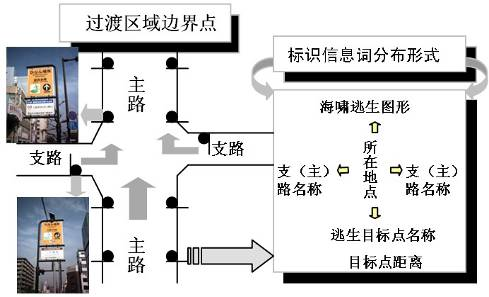 过渡区域边界点
标识信息词分布形式
主
路
支路
支路
主
路
海啸逃生图形
所
在
地
点
支（主）
路名称
支（主）
路名称
逃生目标点名称
目标点距离